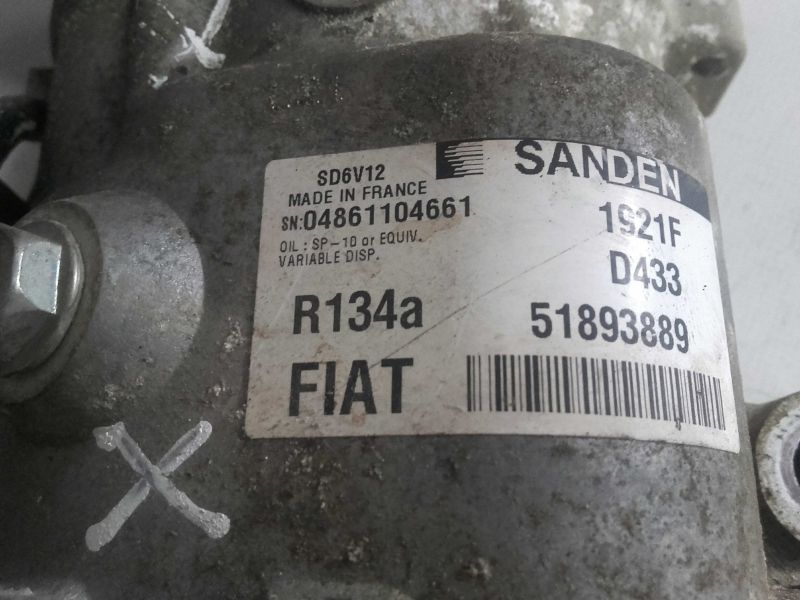 SANDEN
SD6V12
MADE IN FRANCE
SN:04861104661
OIL : SP-10 or EQUIV.
VARIABLE DISP.
1921F
D433
R134a
51893889
FIAT